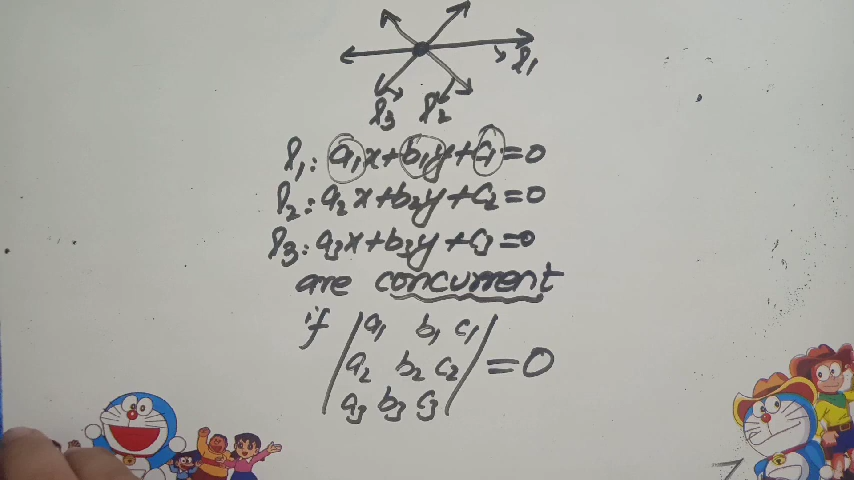 l₁
l₃ l₂
l₁: a₁x+b₁y+c₁=0
l₂: a₂x+b₂y+c₂=0
l₃: a₃x+b₃y+c₃=0
are concurrent
if |a₁ b₁ c₁|
|a₂ b₂ c₂| = 0
|a₃ b₃ c₃|